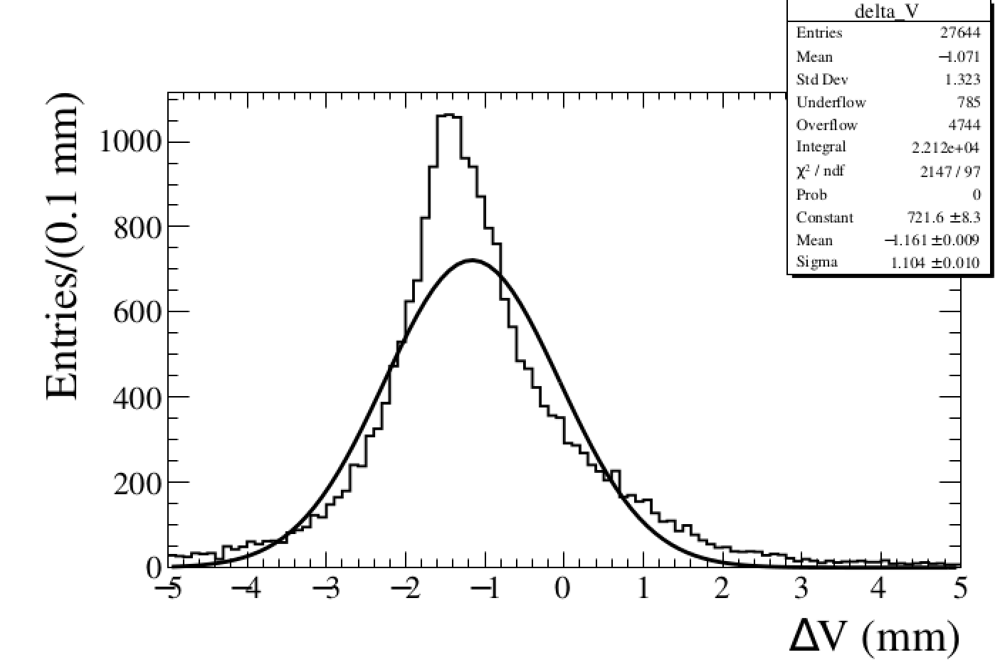 delta_V
Entries 27644
Mean −1.071
Std Dev 1.323
Underflow 785
Overflow 4744
Integral 2.212e+04
χ² / ndf 2147 / 97
Prob 0
Constant 721.6 ±8.3
Mean −1.161 ±0.009
Sigma 1.104 ±0.010
Entries/(0.1 mm)
1000
800
600
400
200
0
−5 −4 −3 −2 −1 0 1 2 3 4 5
ΔV (mm)